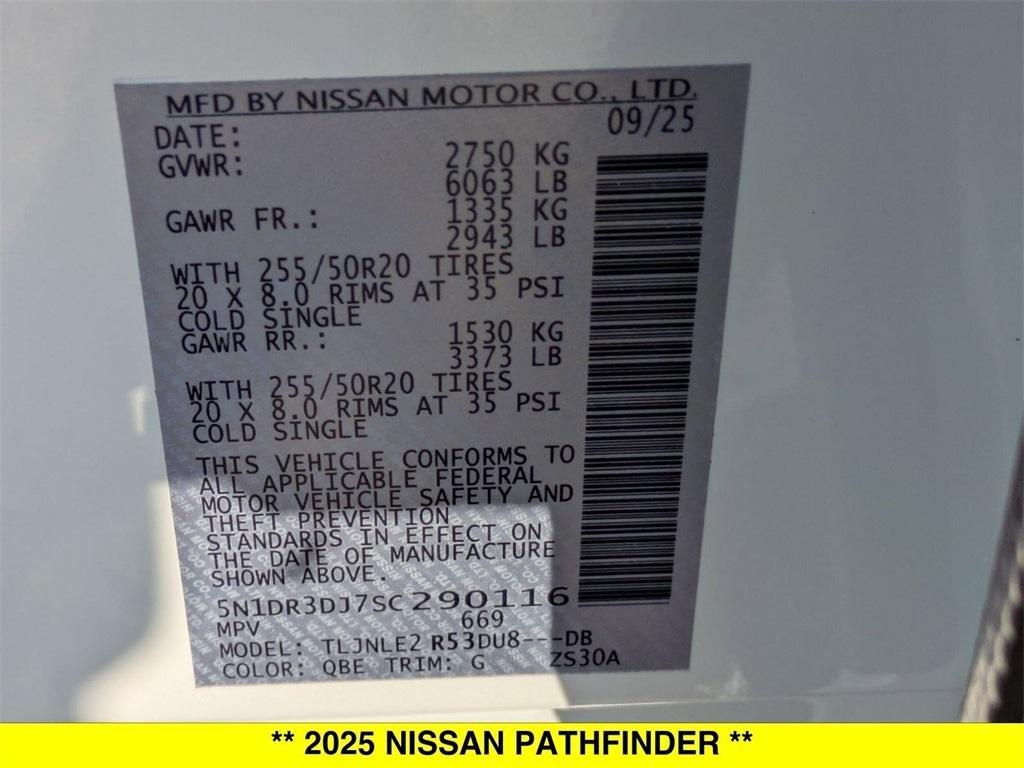 MFD BY NISSAN MOTOR CO., LTD.
DATE: 09/25
GVWR: 2750 KG
6063 LB
GAWR FR.: 1335 KG
2943 LB
WITH 255/50R20 TIRES
20 X 8.0 RIMS AT 35 PSI
COLD SINGLE
GAWR RR.: 1530 KG
3373 LB
WITH 255/50R20 TIRES
20 X 8.0 RIMS AT 35 PSI
COLD SINGLE
THIS VEHICLE CONFORMS TO
ALL APPLICABLE FEDERAL
MOTOR VEHICLE SAFETY AND
THEFT PREVENTION
STANDARDS IN EFFECT ON
THE DATE OF MANUFACTURE
SHOWN ABOVE.
5N1DR3DJ7SC290116
MPV 669
MODEL: TLJNLE2 R53DU8---DB
COLOR: QBE TRIM: G ZS30A
** 2025 NISSAN PATHFINDER **